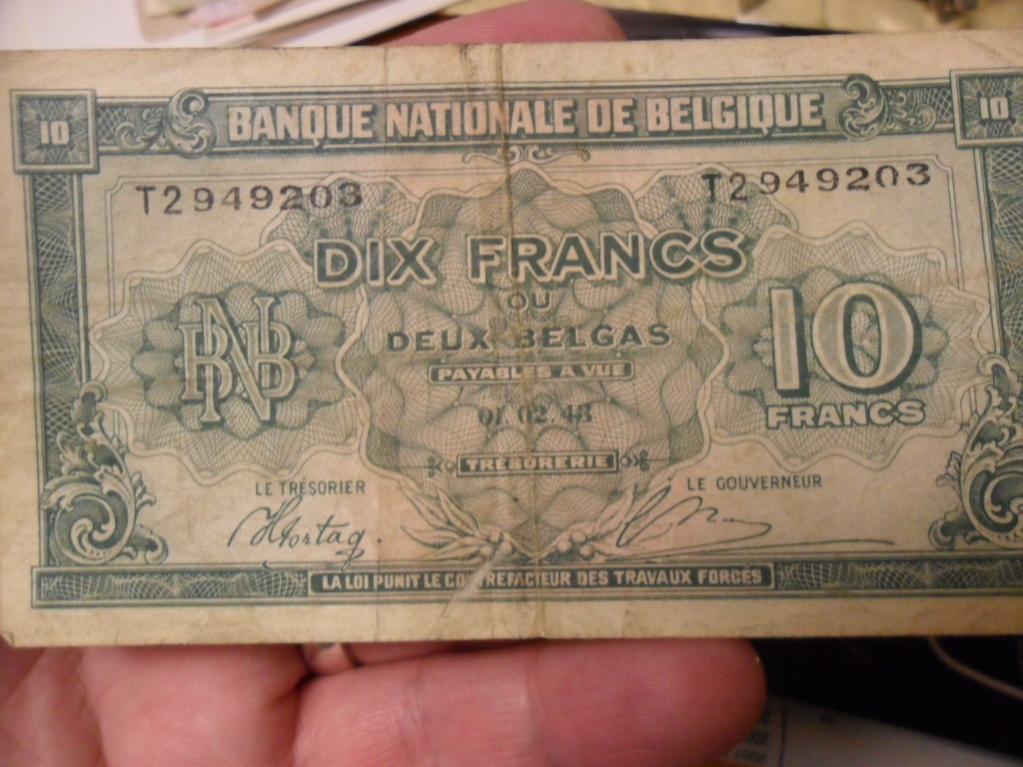 10 BANQUE NATIONALE DE BELGIQUE 10
T2949203 T2949203
DIX FRANCS
OU
DEUX BELGAS
PAYABLES A VUE
BNB
10
FRANCS
01.02.43
TRÉSORERIE
LE TRÉSORIER LE GOUVERNEUR
LA LOI PUNIT LE CONTREFACTEUR DES TRAVAUX FORCÉS